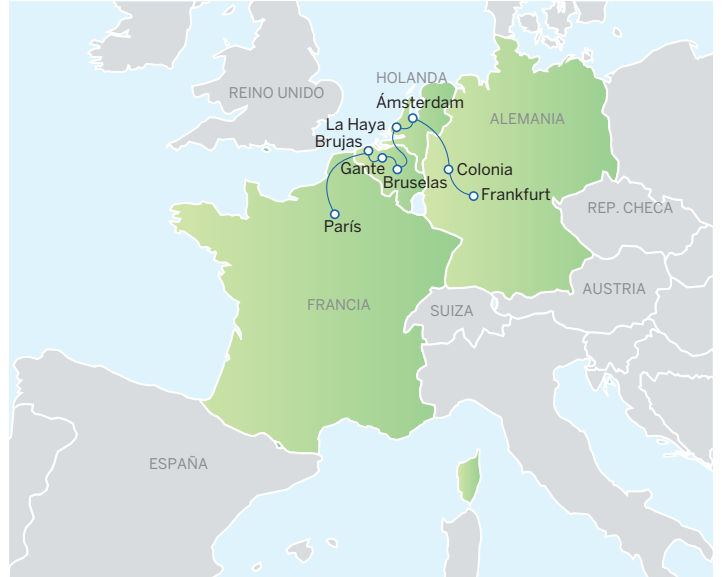 HOLANDA
REINO UNIDO
Ámsterdam
ALEMANIA
La Haya
Brujas
Gante
Colonia
Bruselas
Frankfurt
REP. CHECA
París
AUSTRIA
FRANCIA
SUIZA
ESPAÑA